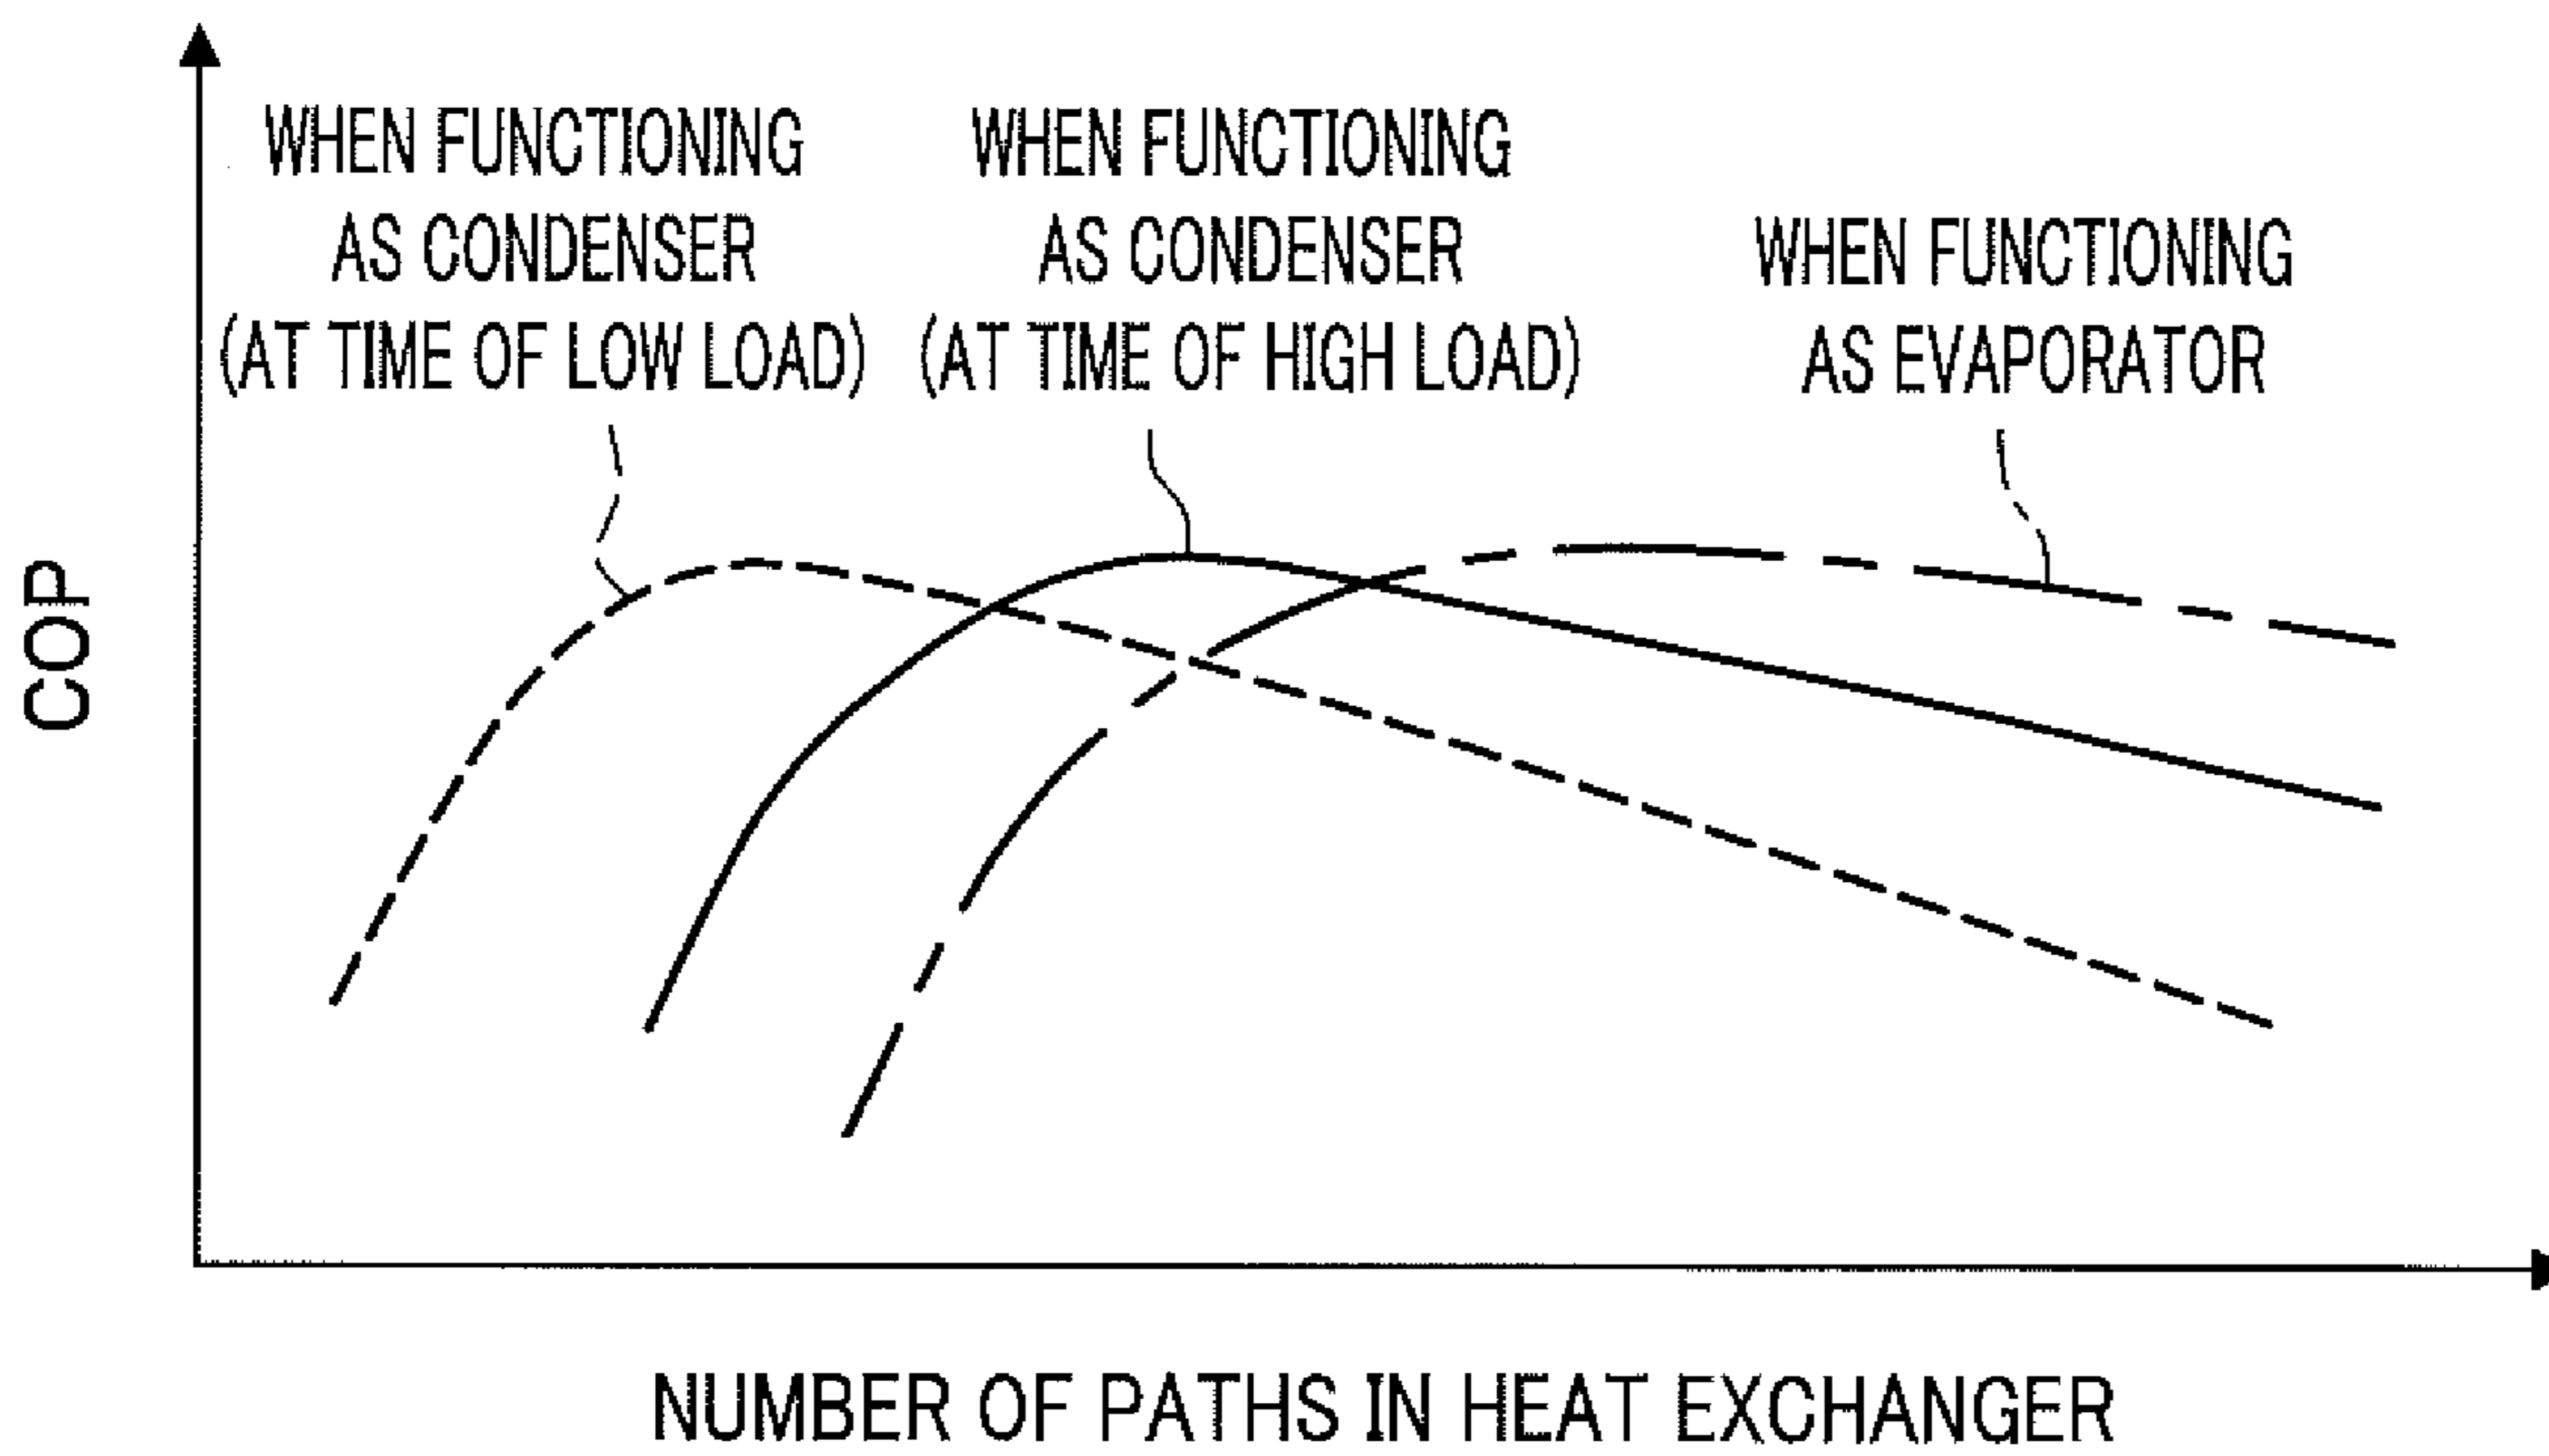 WHEN FUNCTIONING
AS CONDENSER
(AT TIME OF LOW LOAD)
WHEN FUNCTIONING
AS CONDENSER
(AT TIME OF HIGH LOAD)
WHEN FUNCTIONING
AS EVAPORATOR
COP
NUMBER OF PATHS IN HEAT EXCHANGER